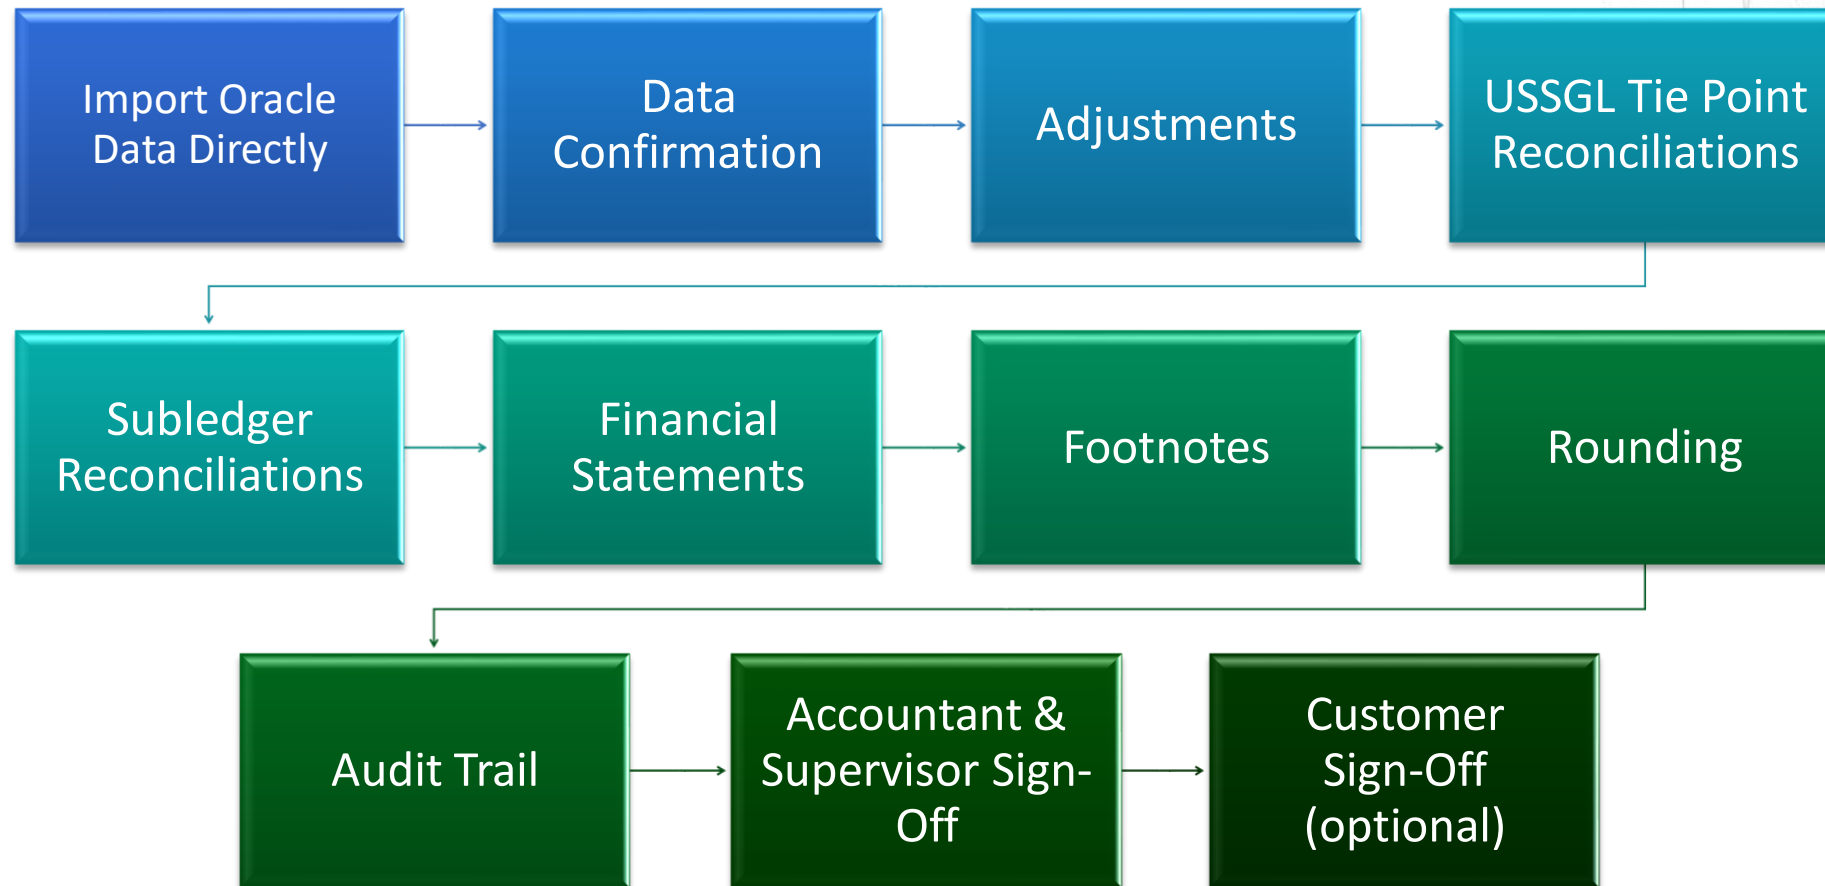 Import Oracle
Data Directly
Data
Confirmation
Adjustments
USSGL Tie Point
Reconciliations
Subledger
Reconciliations
Financial
Statements
Footnotes
Rounding
Audit Trail
Accountant &
Supervisor Sign-
Off
Customer
Sign-Off
(optional)